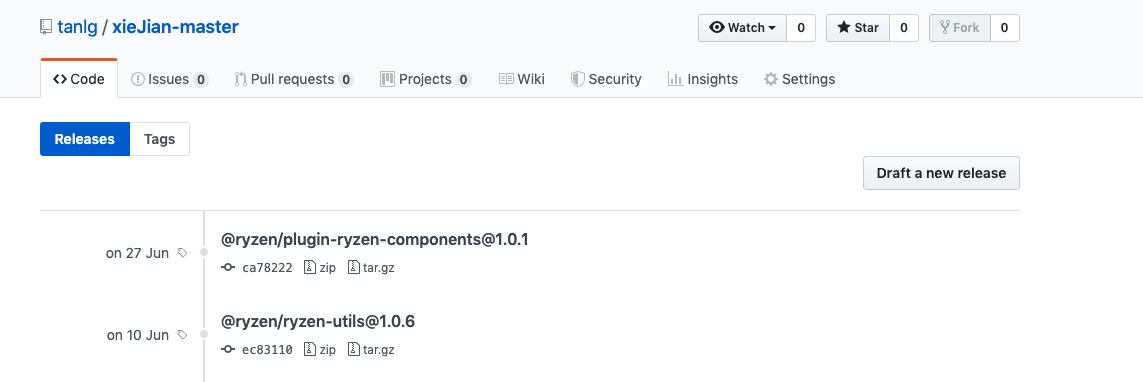 tanlg / xieJian-master
Watch 0 Star 0 Fork 0
Code Issues 0 Pull requests 0 Projects 0 Wiki Security Insights Settings
Releases Tags
Draft a new release
@ryzen/plugin-ryzen-components@1.0.1
on 27 Jun
ca78222 zip tar.gz
@ryzen/ryzen-utils@1.0.6
on 10 Jun
ec83110 zip tar.gz